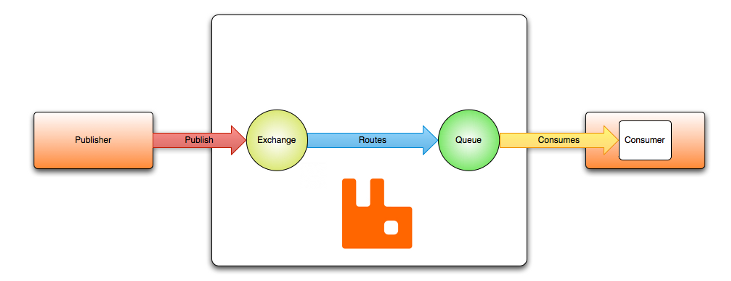 Publisher
Publish
Exchange
Routes
Queue
Consumes
Consumer